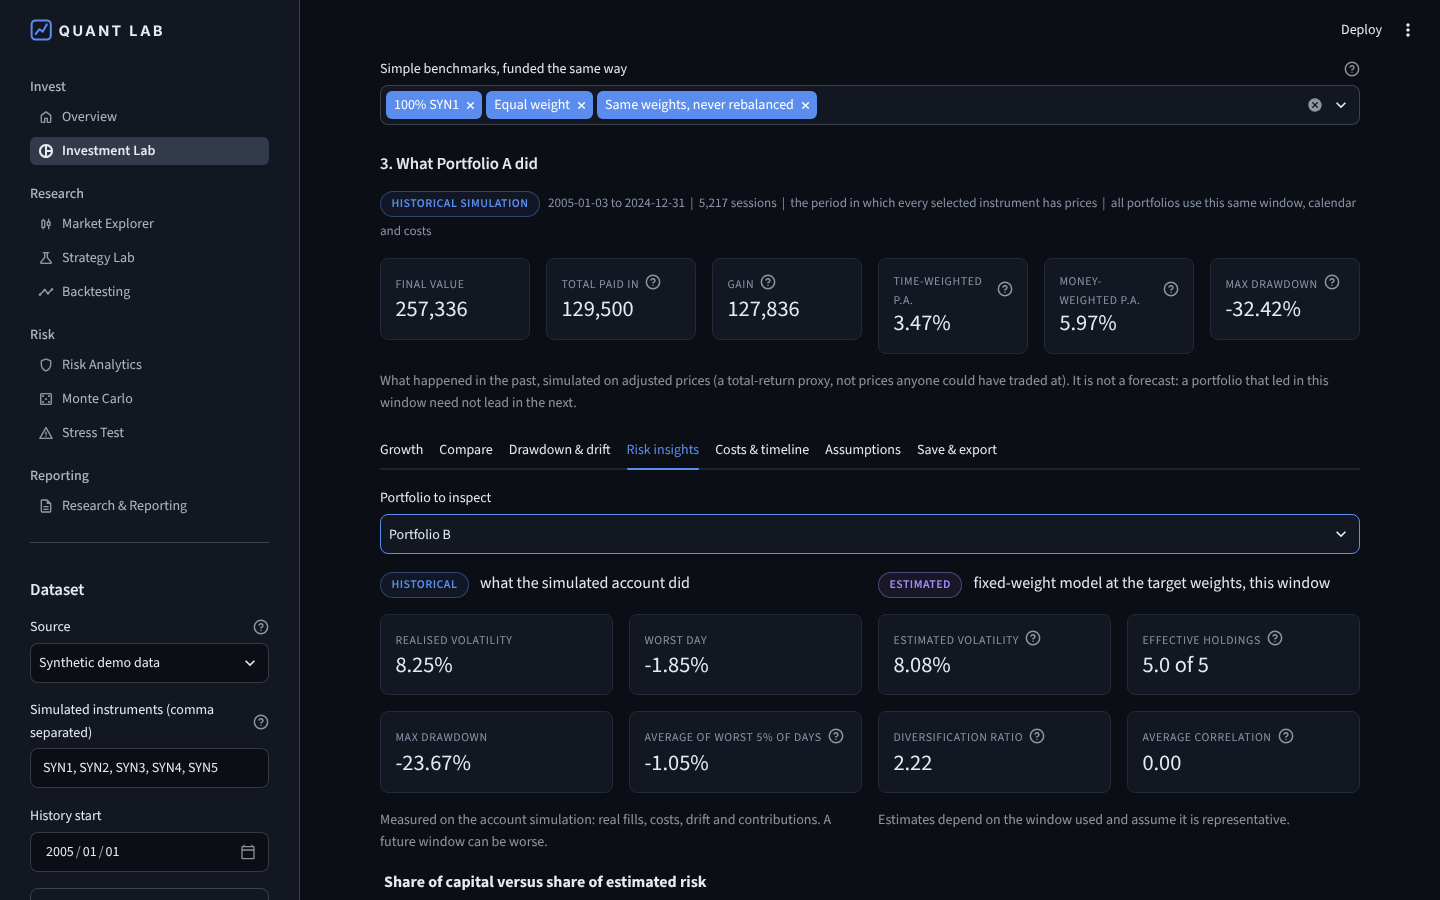 QUANT LAB
Deploy
Invest
Overview
Investment Lab
Research
Market Explorer
Strategy Lab
Backtesting
Risk
Risk Analytics
Monte Carlo
Stress Test
Reporting
Research & Reporting
Dataset
Source
Synthetic demo data
Simulated instruments (comma
separated)
SYN1, SYN2, SYN3, SYN4, SYN5
History start
2005 / 01 / 01
Simple benchmarks, funded the same way
100% SYN1 × Equal weight × Same weights, never rebalanced ×
3. What Portfolio A did
HISTORICAL SIMULATION 2005-01-03 to 2024-12-31 | 5,217 sessions | the period in which every selected instrument has prices | all portfolios use this same window, calendar
and costs
FINAL VALUE
257,336
TOTAL PAID IN
129,500
GAIN
127,836
TIME-WEIGHTED
P.A.
3.47%
MONEY-
WEIGHTED P.A.
5.97%
MAX DRAWDOWN
-32.42%
What happened in the past, simulated on adjusted prices (a total-return proxy, not prices anyone could have traded at). It is not a forecast: a portfolio that led in this
window need not lead in the next.
Growth Compare Drawdown & drift Risk insights Costs & timeline Assumptions Save & export
Portfolio to inspect
Portfolio B
HISTORICAL what the simulated account did
REALISED VOLATILITY
8.25%
WORST DAY
-1.85%
MAX DRAWDOWN
-23.67%
AVERAGE OF WORST 5% OF DAYS
-1.05%
Measured on the account simulation: real fills, costs, drift and contributions. A
future window can be worse.
ESTIMATED fixed-weight model at the target weights, this window
ESTIMATED VOLATILITY
8.08%
EFFECTIVE HOLDINGS
5.0 of 5
DIVERSIFICATION RATIO
2.22
AVERAGE CORRELATION
0.00
Estimates depend on the window used and assume it is representative.
Share of capital versus share of estimated risk